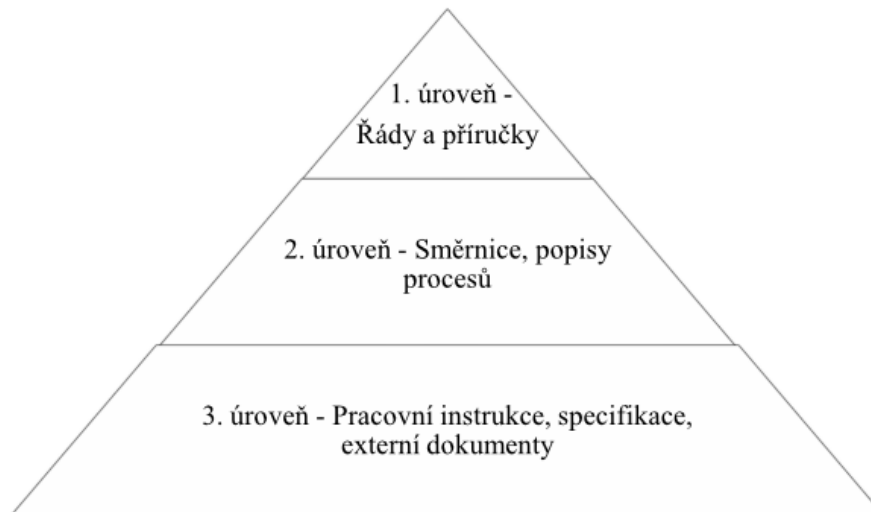 1. úroveň -
Řády a příručky
2. úroveň - Směrnice, popisy
procesů
3. úroveň - Pracovní instrukce, specifikace,
externí dokumenty